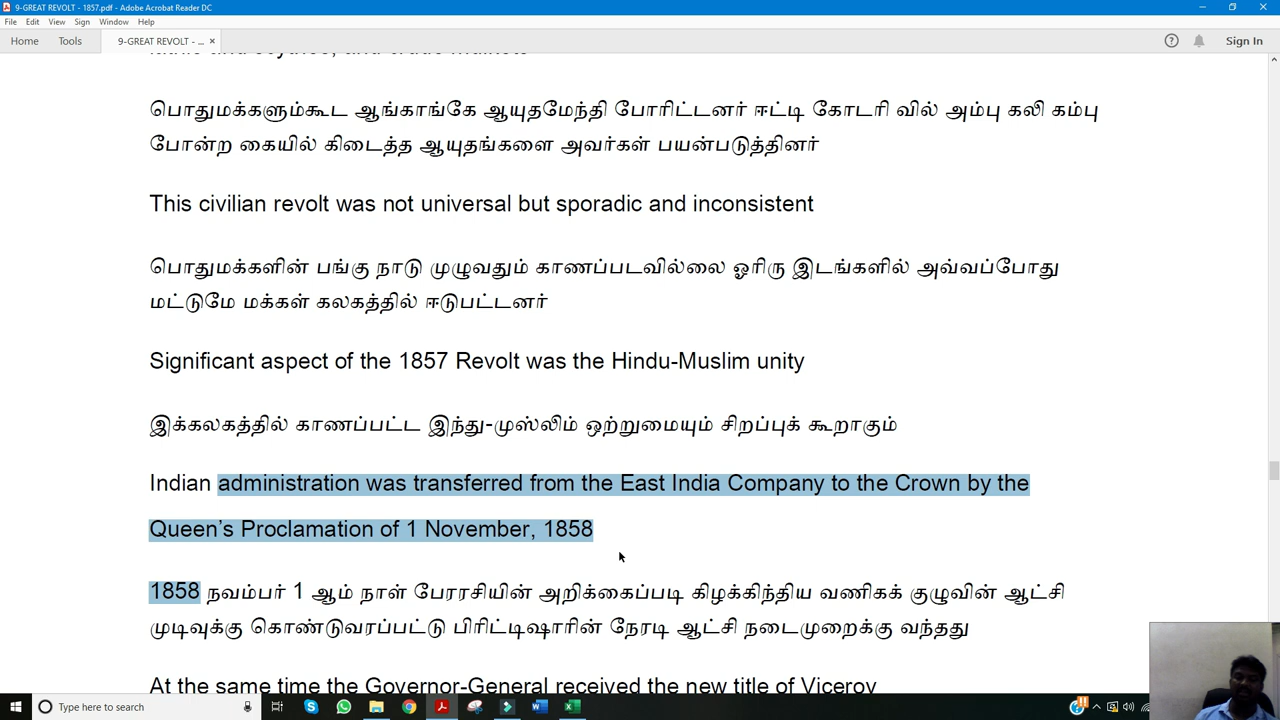 9-GREAT REVOLT - 1857.pdf - Adobe Acrobat Reader DC
File Edit View Sign Window Help
Home Tools 9-GREAT REVOLT - ... × Sign In
பொதுமக்களும்கூட ஆங்காங்கே ஆயுதமேந்தி போரிட்டனர் ஈட்டி கோடரி வில் அம்பு கலி கம்பு
போன்ற கையில் கிடைத்த ஆயுதங்களை அவர்கள் பயன்படுத்தினர்
This civilian revolt was not universal but sporadic and inconsistent
பொதுமக்களின் பங்கு நாடு முழுவதும் காணப்படவில்லை ஓரிரு இடங்களில் அவ்வப்போது
மட்டுமே மக்கள் கலகத்தில் ஈடுபட்டனர்
Significant aspect of the 1857 Revolt was the Hindu-Muslim unity
இக்கலகத்தில் காணப்பட்ட இந்து-முஸ்லிம் ஒற்றுமையும் சிறப்புக் கூறாகும்
Indian administration was transferred from the East India Company to the Crown by the
Queen's Proclamation of 1 November, 1858
1858 நவம்பர் 1 ஆம் நாள் பேரரசியின் அறிக்கைப்படி கிழக்கிந்திய வணிகக் குழுவின் ஆட்சி
முடிவுக்கு கொண்டுவரப்பட்டு பிரிட்டிஷாரின் நேரடி ஆட்சி நடைமுறைக்கு வந்தது
At the same time the Governor-General received the new title of Viceroy
Type here to search